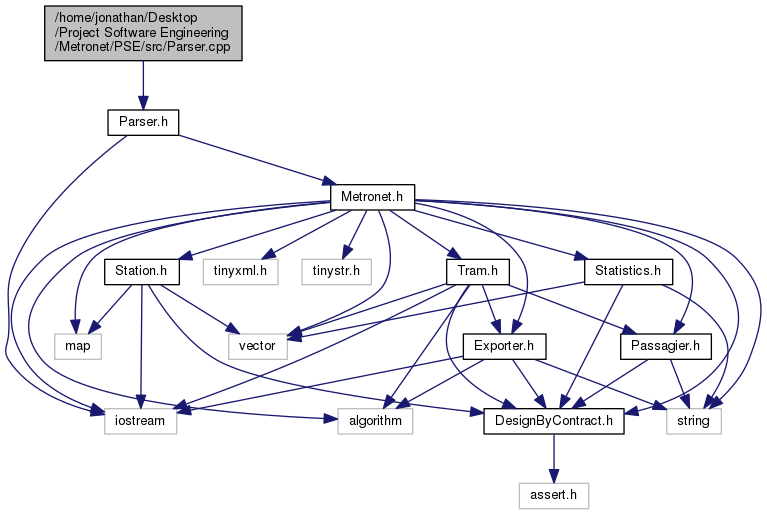 /home/jonathan/Desktop
/Project Software Engineering
/Metronet/PSE/src/Parser.cpp
Parser.h
Metronet.h
Station.h
tinyxml.h
tinystr.h
Tram.h
Statistics.h
map
vector
Exporter.h
Passagier.h
iostream
algorithm
DesignByContract.h
string
assert.h